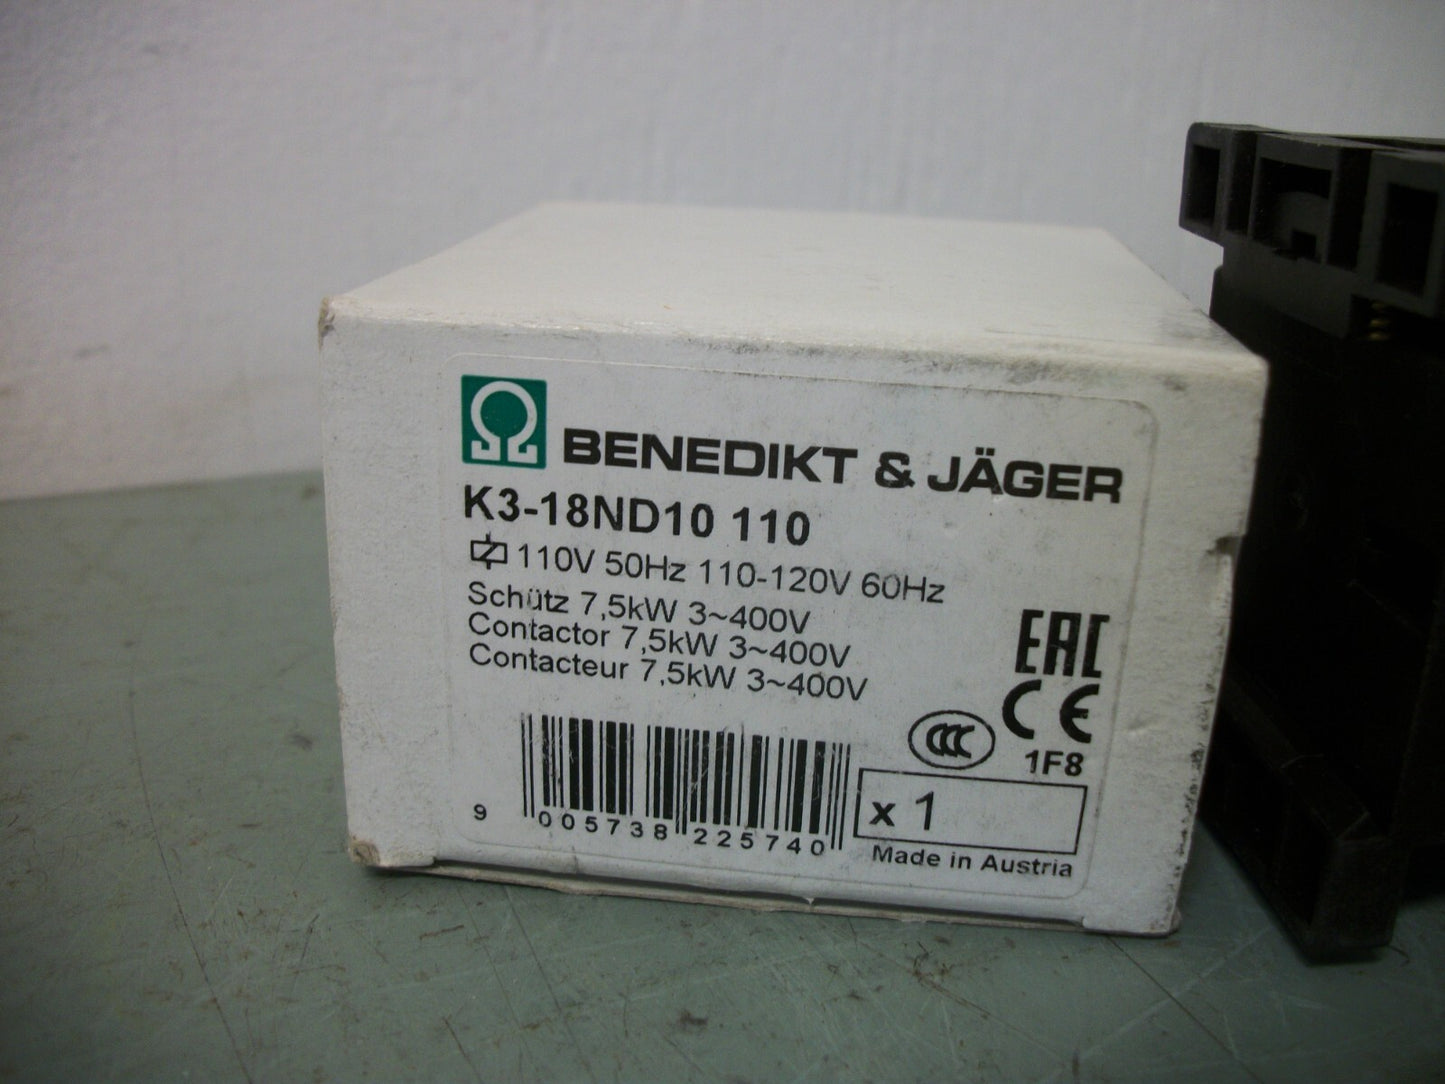 BENEDIKT & JÄGER
K3-18ND10 110
110V 50Hz 110-120V 60Hz
Schütz 7,5kW 3~400V
Contactor 7,5kW 3~400V
Contacteur 7,5kW 3~400V
EAC
CE
CCC
1F8
x 1
9 005738 225740
Made in Austria